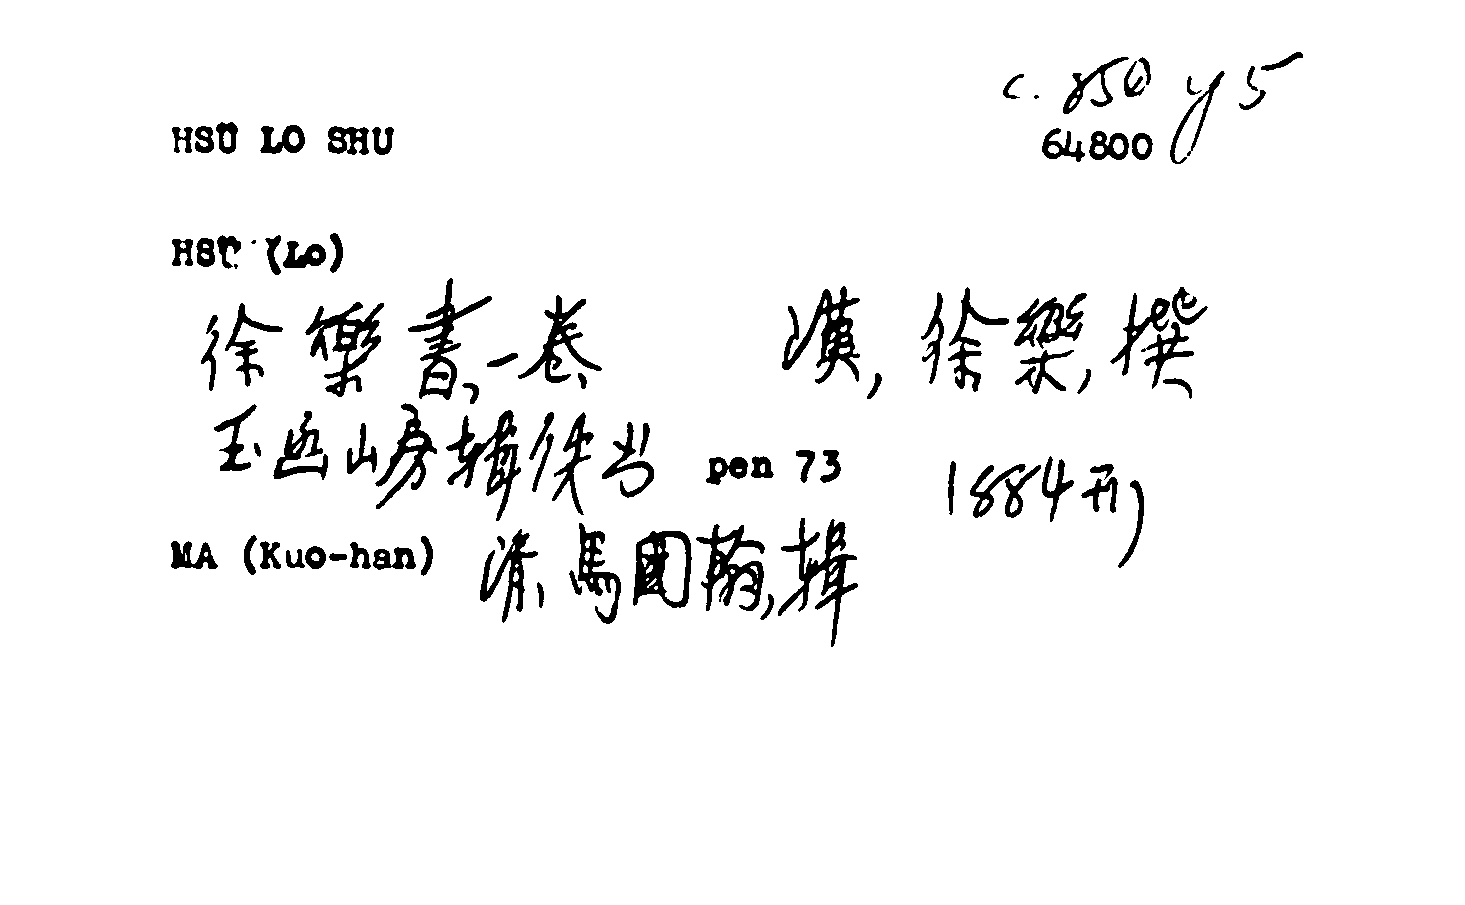 c. 850 y 5
HSÜ LO SHU 64800
HSÜ (Lo)
徐樂書,一卷, 漢,徐樂,撰
玉函山房輯佚书 pen 73 1884刊,
MA (Kuo-han) 清,馬國翰,輯